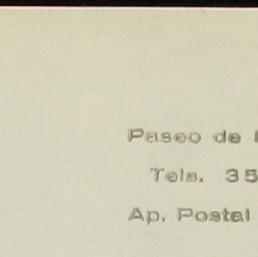 Paseo de
Tels. 35
Ap. Postal